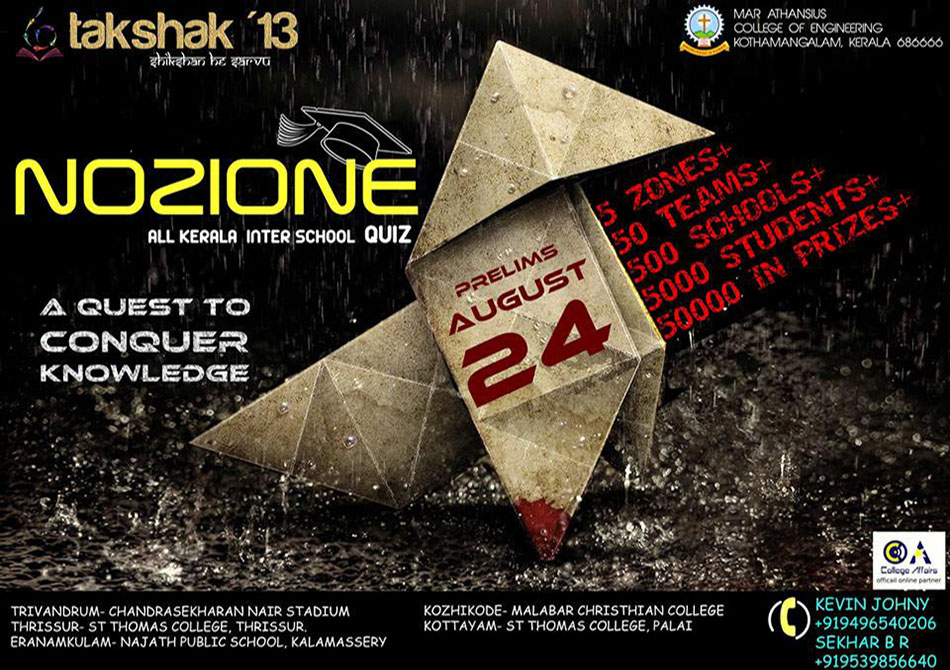 takshak '13
shikshan he sarvu
MAR ATHANSIUS
COLLEGE OF ENGINEERING
KOTHAMANGALAM, KERALA 686666
NOZIONE
ALL KERALA INTER SCHOOL QUIZ
A QUEST TO
CONQUER
KNOWLEDGE
PRELIMS
AUGUST
24
5 ZONES+
50 TEAMS+
500 SCHOOLS+
5000 STUDENTS+
50000 IN PRIZES+
CA
College Affairs
officail online partner
TRIVANDRUM- CHANDRASEKHARAN NAIR STADIUM
THRISSUR- ST THOMAS COLLEGE, THRISSUR.
ERANAMKULAM- NAJATH PUBLIC SCHOOL, KALAMASSERY
KOZHIKODE- MALABAR CHRISTHIAN COLLEGE
KOTTAYAM- ST THOMAS COLLEGE, PALAI
KEVIN JOHNY
+919496540206
SEKHAR B R
+919539856640